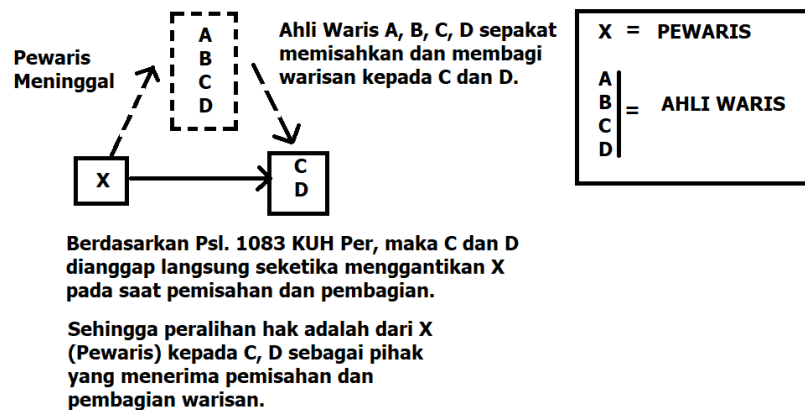 Pewaris
Meninggal
A
B
C
D
Ahli Waris A, B, C, D sepakat
memisahkan dan membagi
warisan kepada C dan D.
X
C
D
X = PEWARIS
A
B
C
D
= AHLI WARIS
Berdasarkan Psl. 1083 KUH Per, maka C dan D
dianggap langsung seketika menggantikan X
pada saat pemisahan dan pembagian.
Sehingga peralihan hak adalah dari X
(Pewaris) kepada C, D sebagai pihak
yang menerima pemisahan dan
pembagian warisan.